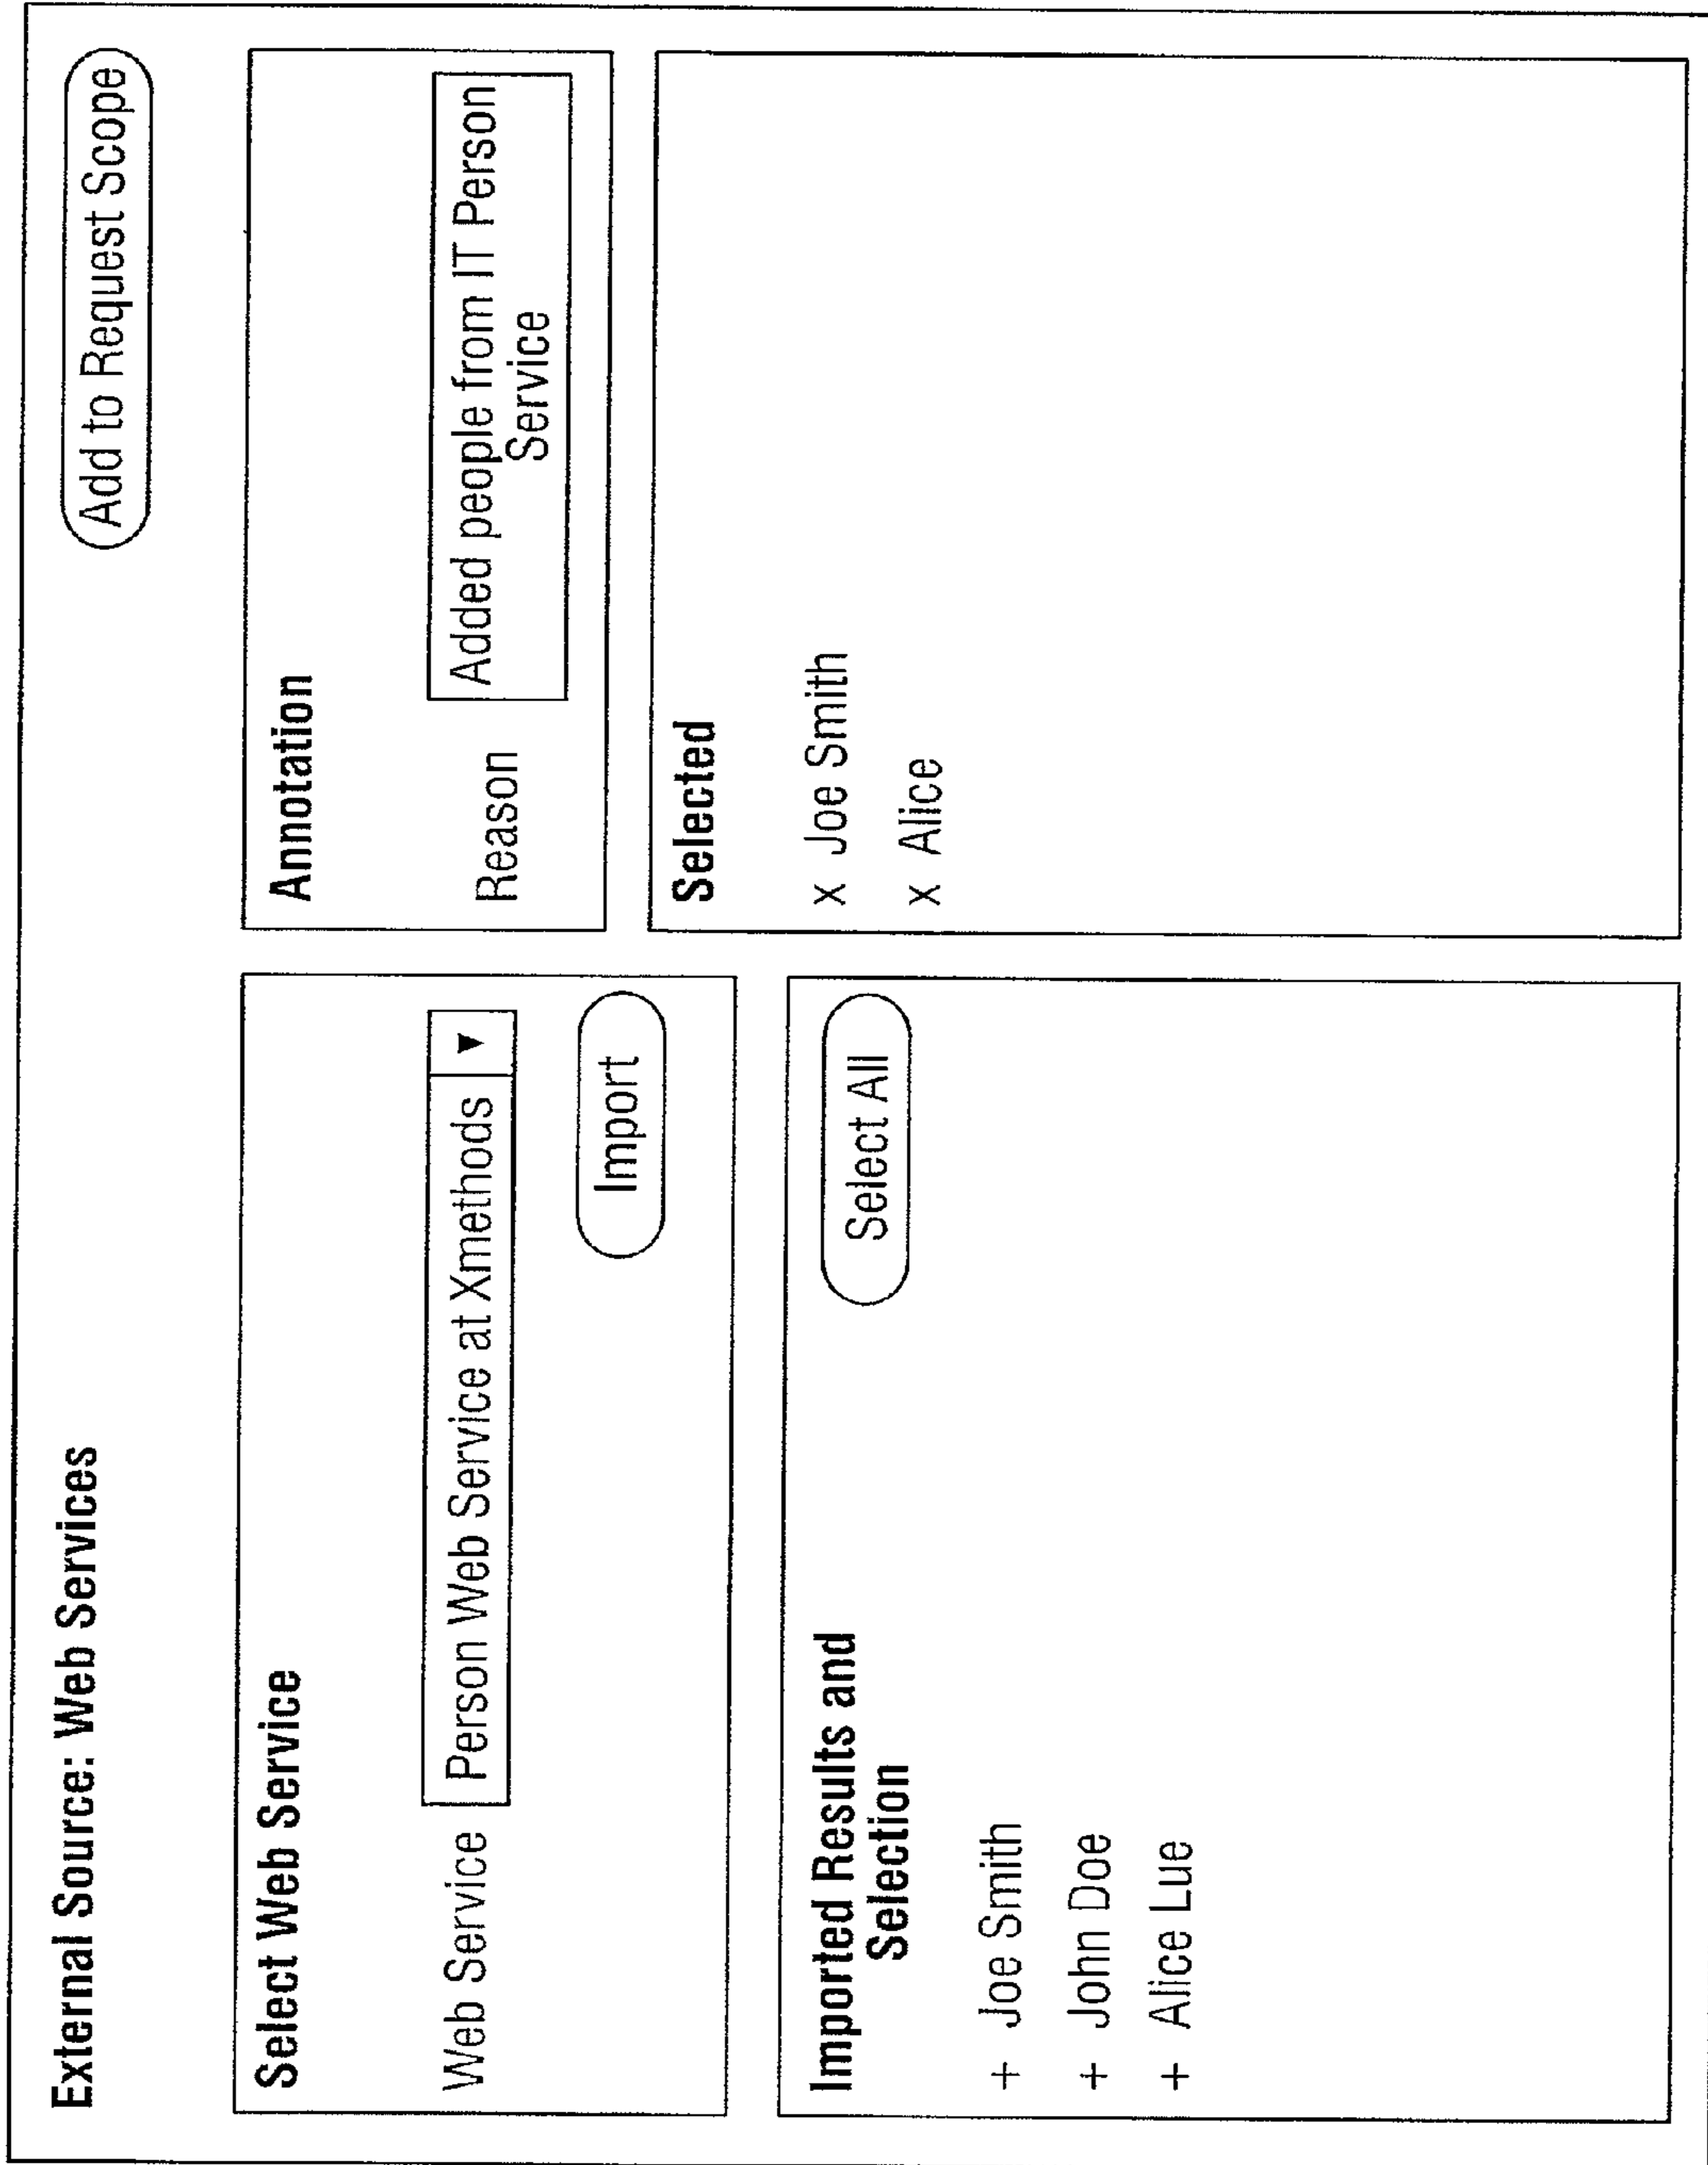 External Source: Web Services
Add to Request Scope
Select Web Service
Web Service Person Web Service at Xmethods
Import
Annotation
Reason Added people from IT Person
Service
Imported Results and
Selection
Select All
+ Joe Smith
+ John Doe
+ Alice Lue
Selected
x Joe Smith
x Alice